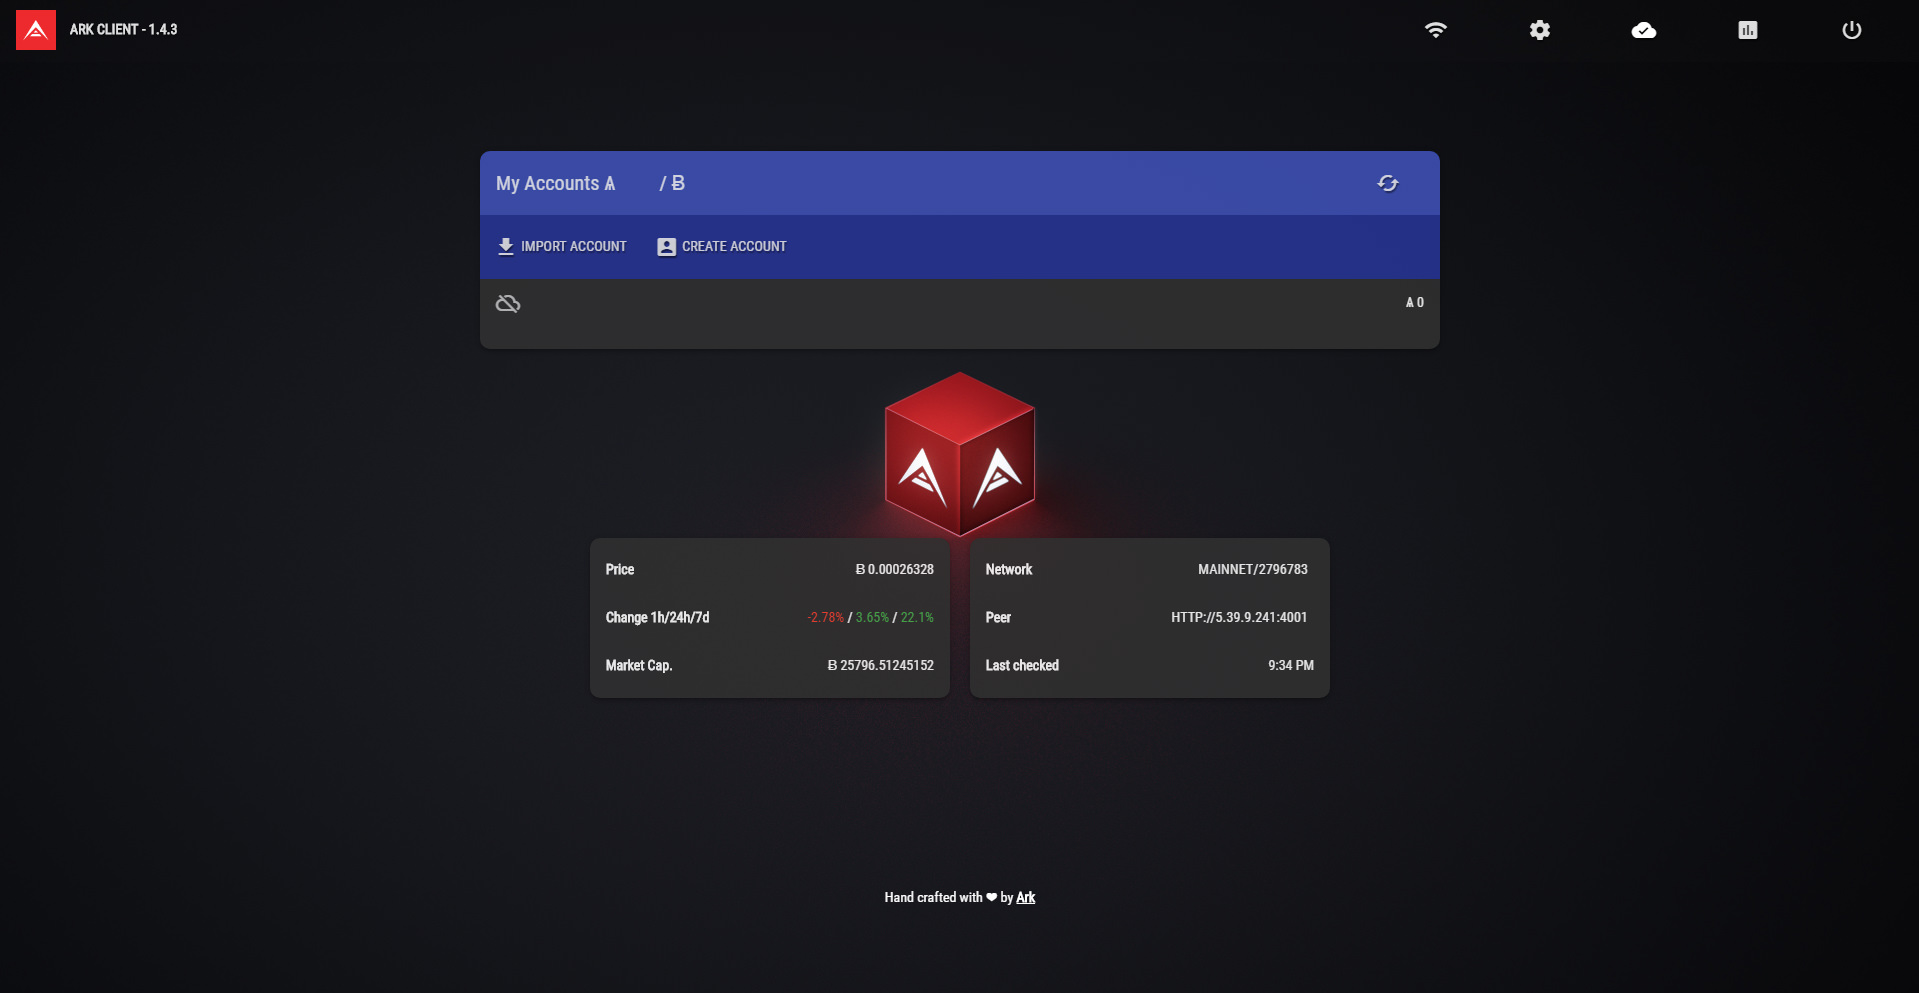 ARK CLIENT - 1.4.3
My Accounts Ѧ / Ƀ
IMPORT ACCOUNT
CREATE ACCOUNT
Ѧ 0
Price Ƀ 0.00026328
Change 1h/24h/7d -2.78% / 3.65% / 22.1%
Market Cap. Ƀ 25796.51245152
Network MAINNET/2796783
Peer HTTP://5.39.9.241:4001
Last checked 9:34 PM
Hand crafted with ❤ by Ark